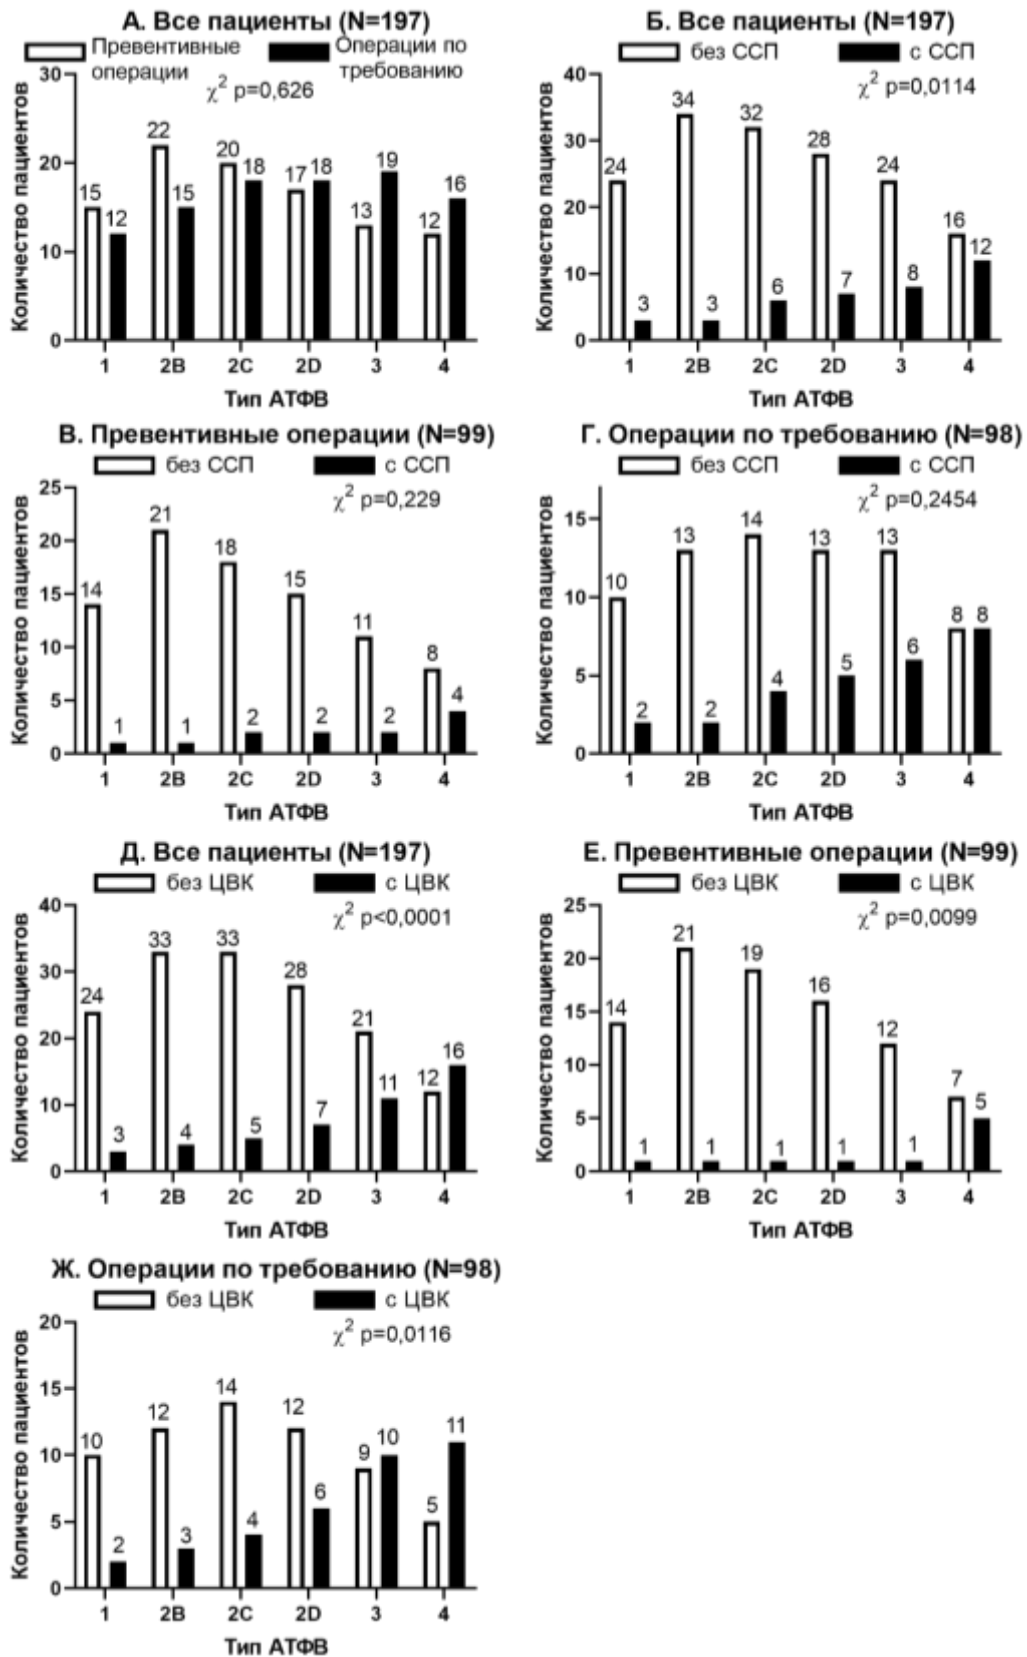 А. Все пациенты (N=197)
Превентивные операции
Операции по требованию
χ² p=0,626
Количество пациентов
30
20
10
0
15 12 22 15 20 18 17 18 13 19 12 16
1 2B 2C 2D 3 4
Тип АТФВ
Б. Все пациенты (N=197)
без ССП с ССП
χ² p=0,0114
Количество пациентов
40
30
20
10
0
24 3 34 3 32 6 28 7 24 8 16 12
1 2B 2C 2D 3 4
Тип АТФВ
В. Превентивные операции (N=99)
без ССП с ССП
χ² p=0,229
Количество пациентов
25
20
15
10
5
0
14 1 21 1 18 2 15 2 11 2 8 4
1 2B 2C 2D 3 4
Тип АТФВ
Г. Операции по требованию (N=98)
без ССП с ССП
χ² p=0,2454
Количество пациентов
15
10
5
0
10 2 13 2 14 4 13 5 13 6 8 8
1 2B 2C 2D 3 4
Тип АТФВ
Д. Все пациенты (N=197)
без ЦВК с ЦВК
χ² p<0,0001
Количество пациентов
40
30
20
10
0
24 3 33 4 33 5 28 7 21 11 12 16
1 2B 2C 2D 3 4
Тип АТФВ
Е. Превентивные операции (N=99)
без ЦВК с ЦВК
χ² p=0,0099
Количество пациентов
25
20
15
10
5
0
14 1 21 1 19 1 16 1 12 1 7 5
1 2B 2C 2D 3 4
Тип АТФВ
Ж. Операции по требованию (N=98)
без ЦВК с ЦВК
χ² p=0,0116
Количество пациентов
20
15
10
5
0
10 2 12 3 14 4 12 6 9 10 5 11
1 2B 2C 2D 3 4
Тип АТФВ